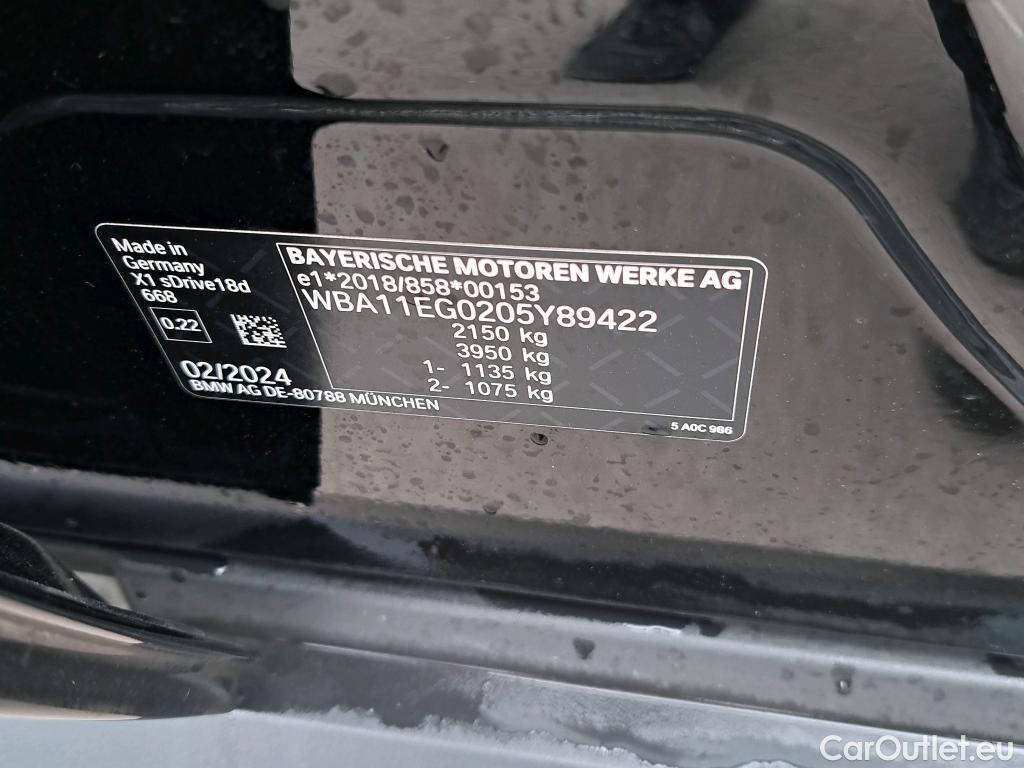 Made in
Germany
X1 sDrive18d
668
0.22
02/2024
BMW AG DE-80788 MÜNCHEN
BAYERISCHE MOTOREN WERKE AG
e1*2018/858*00153
WBA11EG0205Y89422
2150 kg
3950 kg
1- 1135 kg
2- 1075 kg
5 A0C 986
CarOutlet.eu